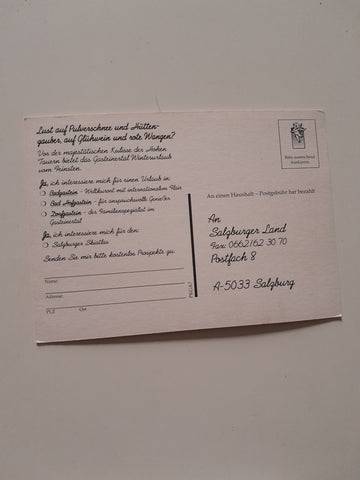 Lust auf Pulverschnee und Hütten-
zauber, auf Glühwein und rote Wangen?
Vor der majestätischen Kulisse der Hohen
Tauern bietet das Gasteinertal Winterurlaub
vom Feinsten.
Ja, ich interessiere mich für einen Urlaub in:
Badgastein - Weltkurort mit internationalem Flair
Bad Hofgastein - für anspruchsvolle Genießer
Dorfgastein - der Familienspezialist im
Gasteinertal
Ja, ich interessiere mich für den:
Salzburger Skiatlas
Senden Sie mir bitte kostenlos Prospekte zu.
Name:
Adresse:
PLZ Ort
Bitte ausreichend
frankieren
An einen Haushalt - Postgebühr bar bezahlt
An
Salzburger Land
Fax: 0662/62 30 70
Postfach 8
A-5033 Salzburg